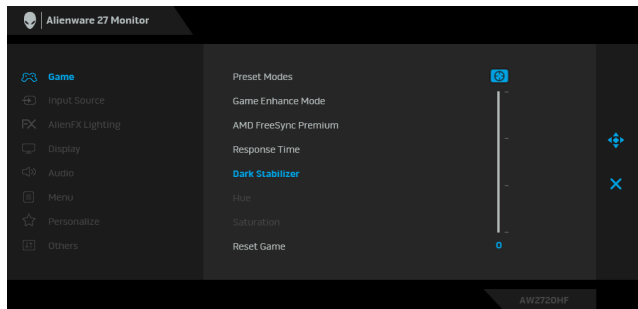 Alienware 27 Monitor
Game
Input Source
AlienFX Lighting
Display
Audio
Menu
Personalize
Others
Preset Modes
Game Enhance Mode
AMD FreeSync Premium
Response Time
Dark Stabilizer
Hue
Saturation
Reset Game
0
AW2720HF